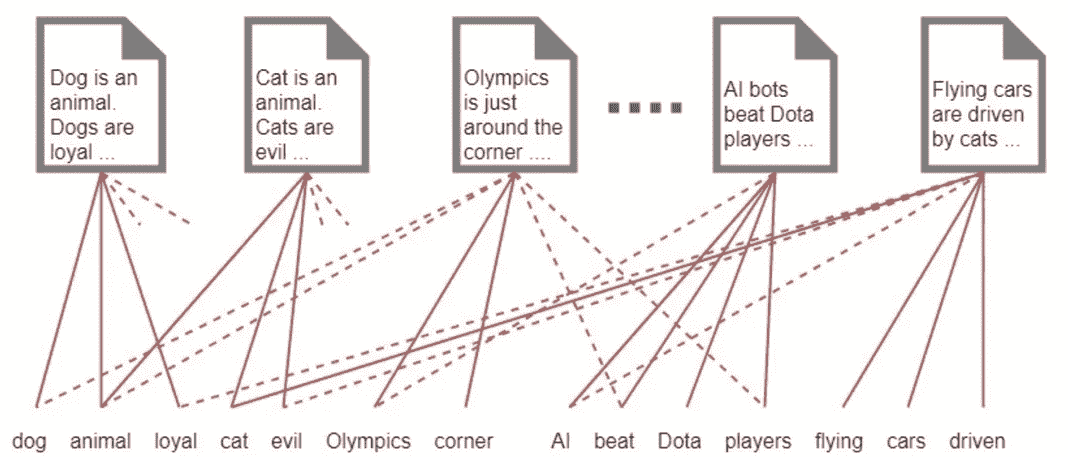 Dog is an
animal.
Dogs are
loyal ...
Cat is an
animal.
Cats are
evil ...
Olympics
is just
around the
corner ....
AI bots
beat Dota
players ...
Flying cars
are driven
by cats ...
dog animal loyal cat evil Olympics corner AI beat Dota players flying cars driven